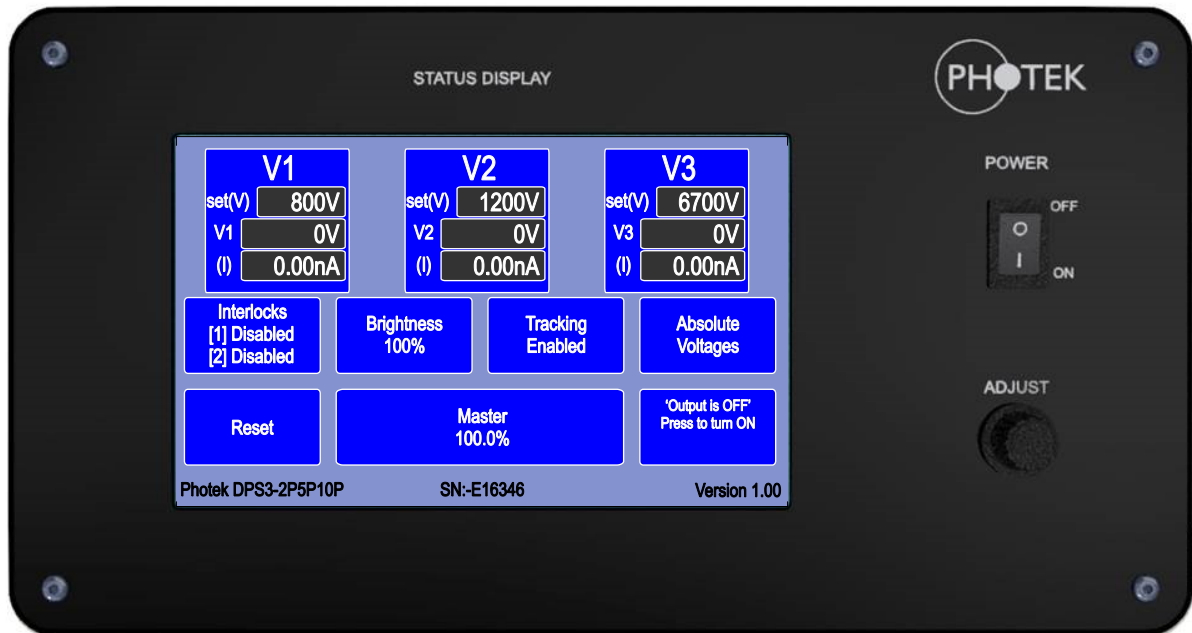 STATUS DISPLAY
PHOTEK
POWER
OFF
O
I
ON
ADJUST
V1
set(V) 800V
V1 0V
(I) 0.00nA
V2
set(V) 1200V
V2 0V
(I) 0.00nA
V3
set(V) 6700V
V3 0V
(I) 0.00nA
Interlocks
[1] Disabled
[2] Disabled
Brightness
100%
Tracking
Enabled
Absolute
Voltages
Reset
Master
100.0%
‘Output is OFF’
Press to turn ON
Photek DPS3-2P5P10P SN:-E16346 Version 1.00